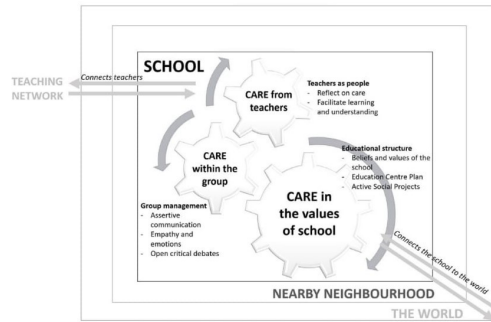 SCHOOL
TEACHING
NETWORK
Connects teachers
CARE from
teachers
Teachers as people
- Reflect on care
- Facilitate learning
and understanding
CARE
within the
group
Educational structure
- Beliefs and values of the
school
- Education Centre Plan
- Active Social Projects
CARE in
the values
of school
Group management
- Assertive
communication
- Empathy and
emotions
- Open critical debates
Connects the school to the world
NEARBY NEIGHBOURHOOD
THE WORLD